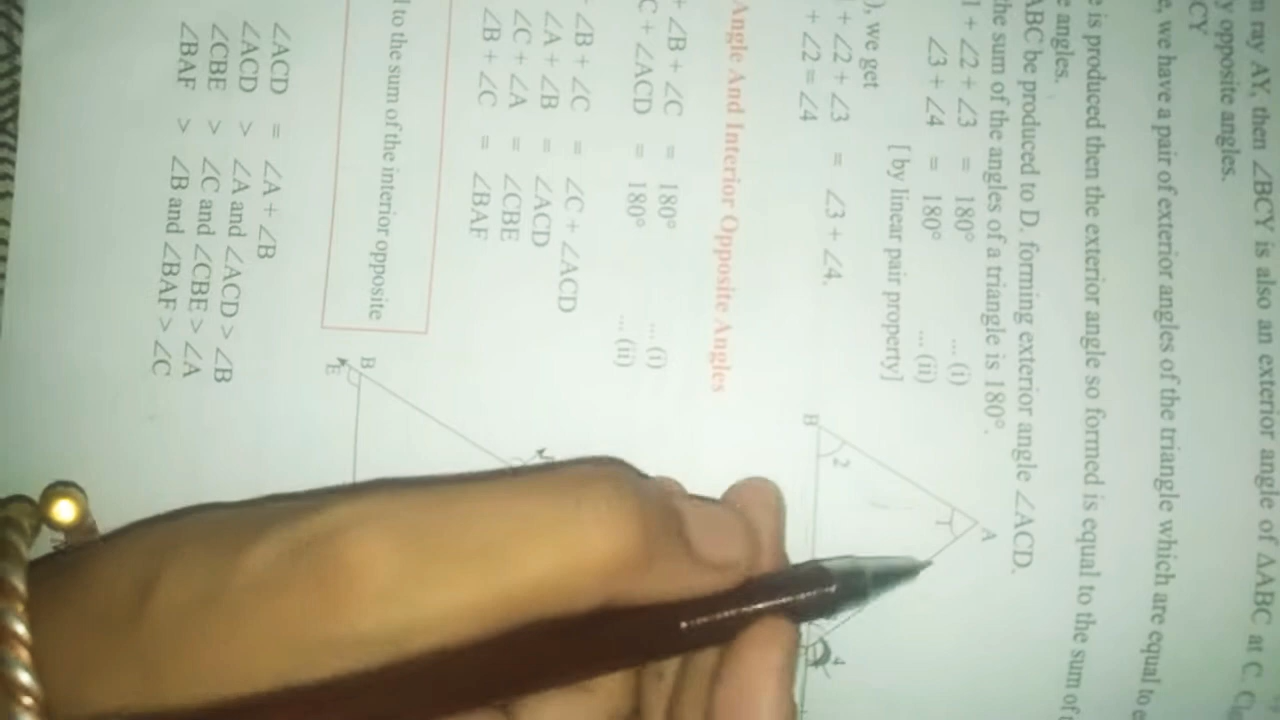 n ray AY, then ∠BCY is also an exterior angle of ΔABC at C.
y opposite angles.
CY
e, we have a pair of exterior angles of the triangle which are equal to
e is produced then the exterior angle so formed is equal to the sum of
e angles.
ABC be produced to D, forming exterior angle ∠ACD.
the sum of the angles of a triangle is 180°.
1 + ∠2 + ∠3 = 180° ... (i)
∠3 + ∠4 = 180° ... (ii)
[ by linear pair property]
), we get
1 + ∠2 + ∠3 = ∠3 + ∠4.
+ ∠2 = ∠4
A
1
B
2
4
Angle And Interior Opposite Angles
+ ∠B + ∠C = 180° ... (i)
C + ∠ACD = 180° ... (ii)
+ ∠B + ∠C = ∠C + ∠ACD
∠A + ∠B = ∠ACD
∠C + ∠A = ∠CBE
∠B + ∠C = ∠BAF
l to the sum of the interior opposite
B
E
∠ACD = ∠A + ∠B
∠ACD > ∠A and ∠ACD > ∠B
∠CBE > ∠C and ∠CBE > ∠A
∠BAF > ∠B and ∠BAF > ∠C